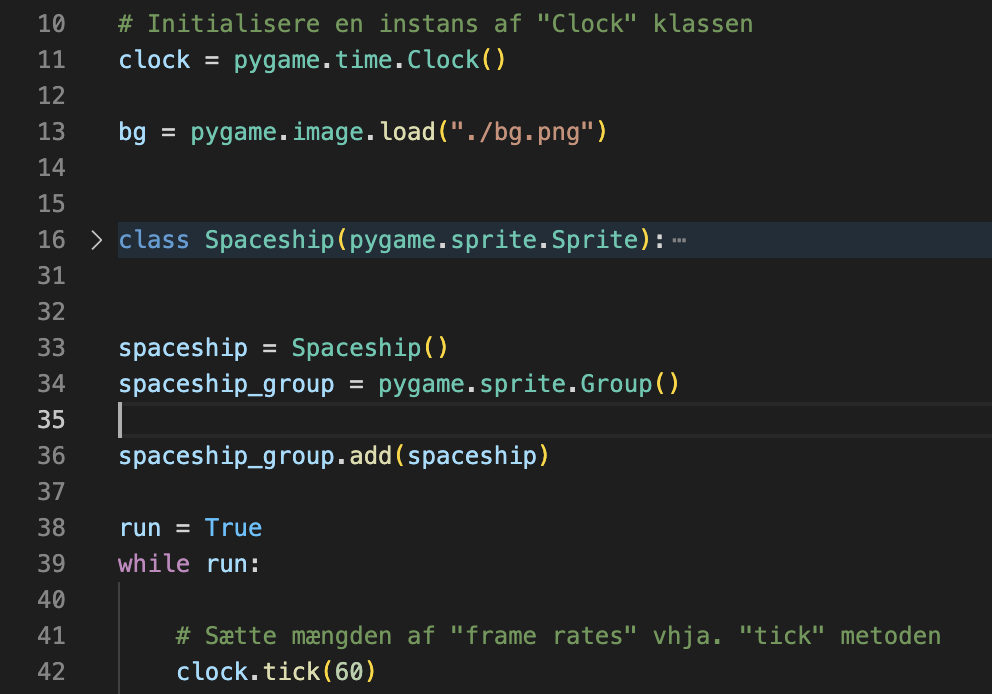 10 # Initialisere en instans af "Clock" klassen
11 clock = pygame.time.Clock()
12
13 bg = pygame.image.load("./bg.png")
14
15
16 > class Spaceship(pygame.sprite.Sprite): ⋯
31
32
33 spaceship = Spaceship()
34 spaceship_group = pygame.sprite.Group()
35
36 spaceship_group.add(spaceship)
37
38 run = True
39 while run:
40
41     # Sætte mængden af "frame rates" vhja. "tick" metoden
42     clock.tick(60)